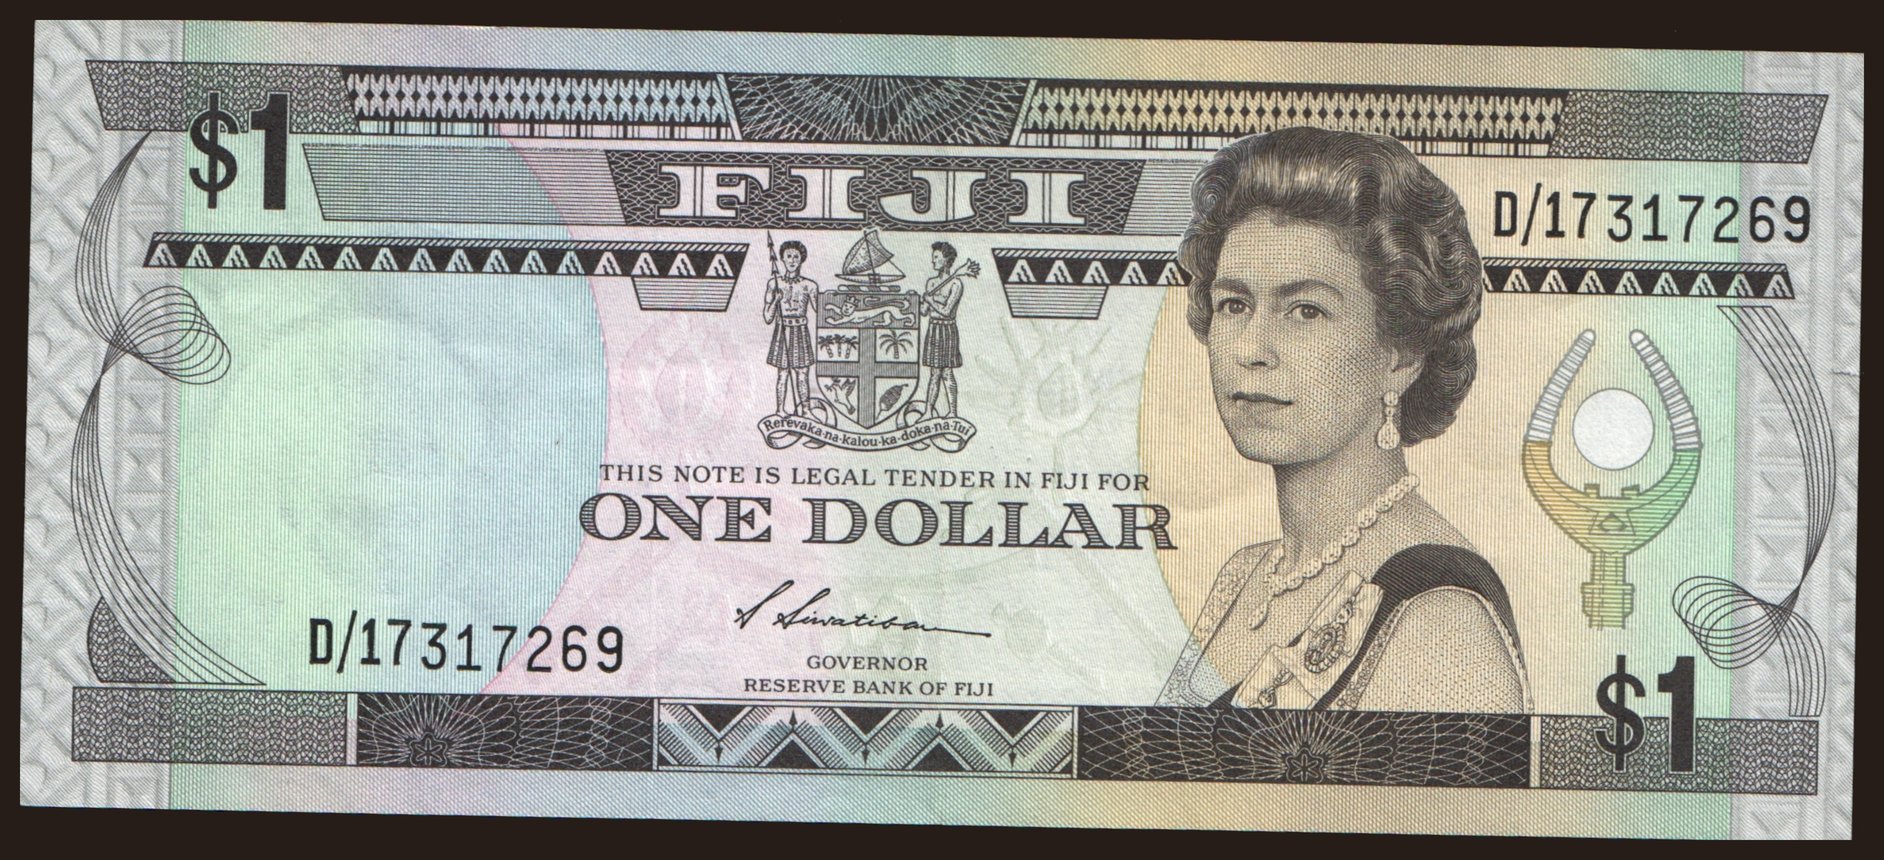 $1
FIJI
D/17317269
Rerevaka-na-kalou-ka-doka-na-Tui
THIS NOTE IS LEGAL TENDER IN FIJI FOR
ONE DOLLAR
S Siwatibau
D/17317269
GOVERNOR
RESERVE BANK OF FIJI
$1